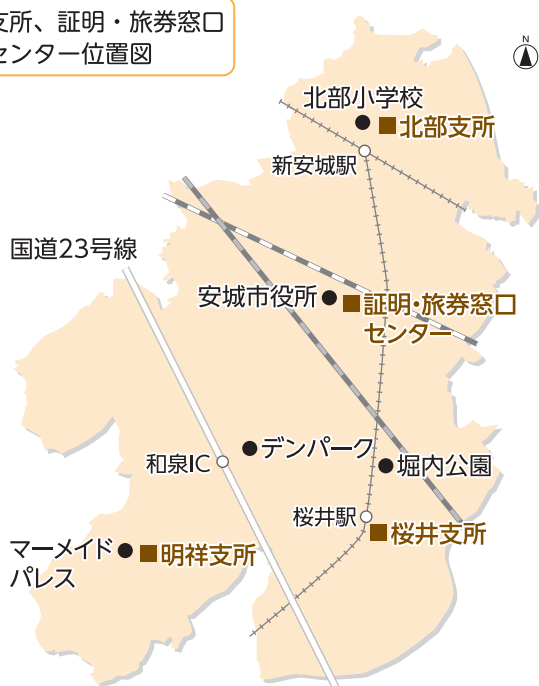 支所、証明・旅券窓口
センター位置図
N
北部小学校
北部支所
新安城駅
国道23号線
安城市役所
証明・旅券窓口
センター
デンパーク
和泉IC
堀内公園
桜井駅
桜井支所
マーメイド
パレス
明祥支所